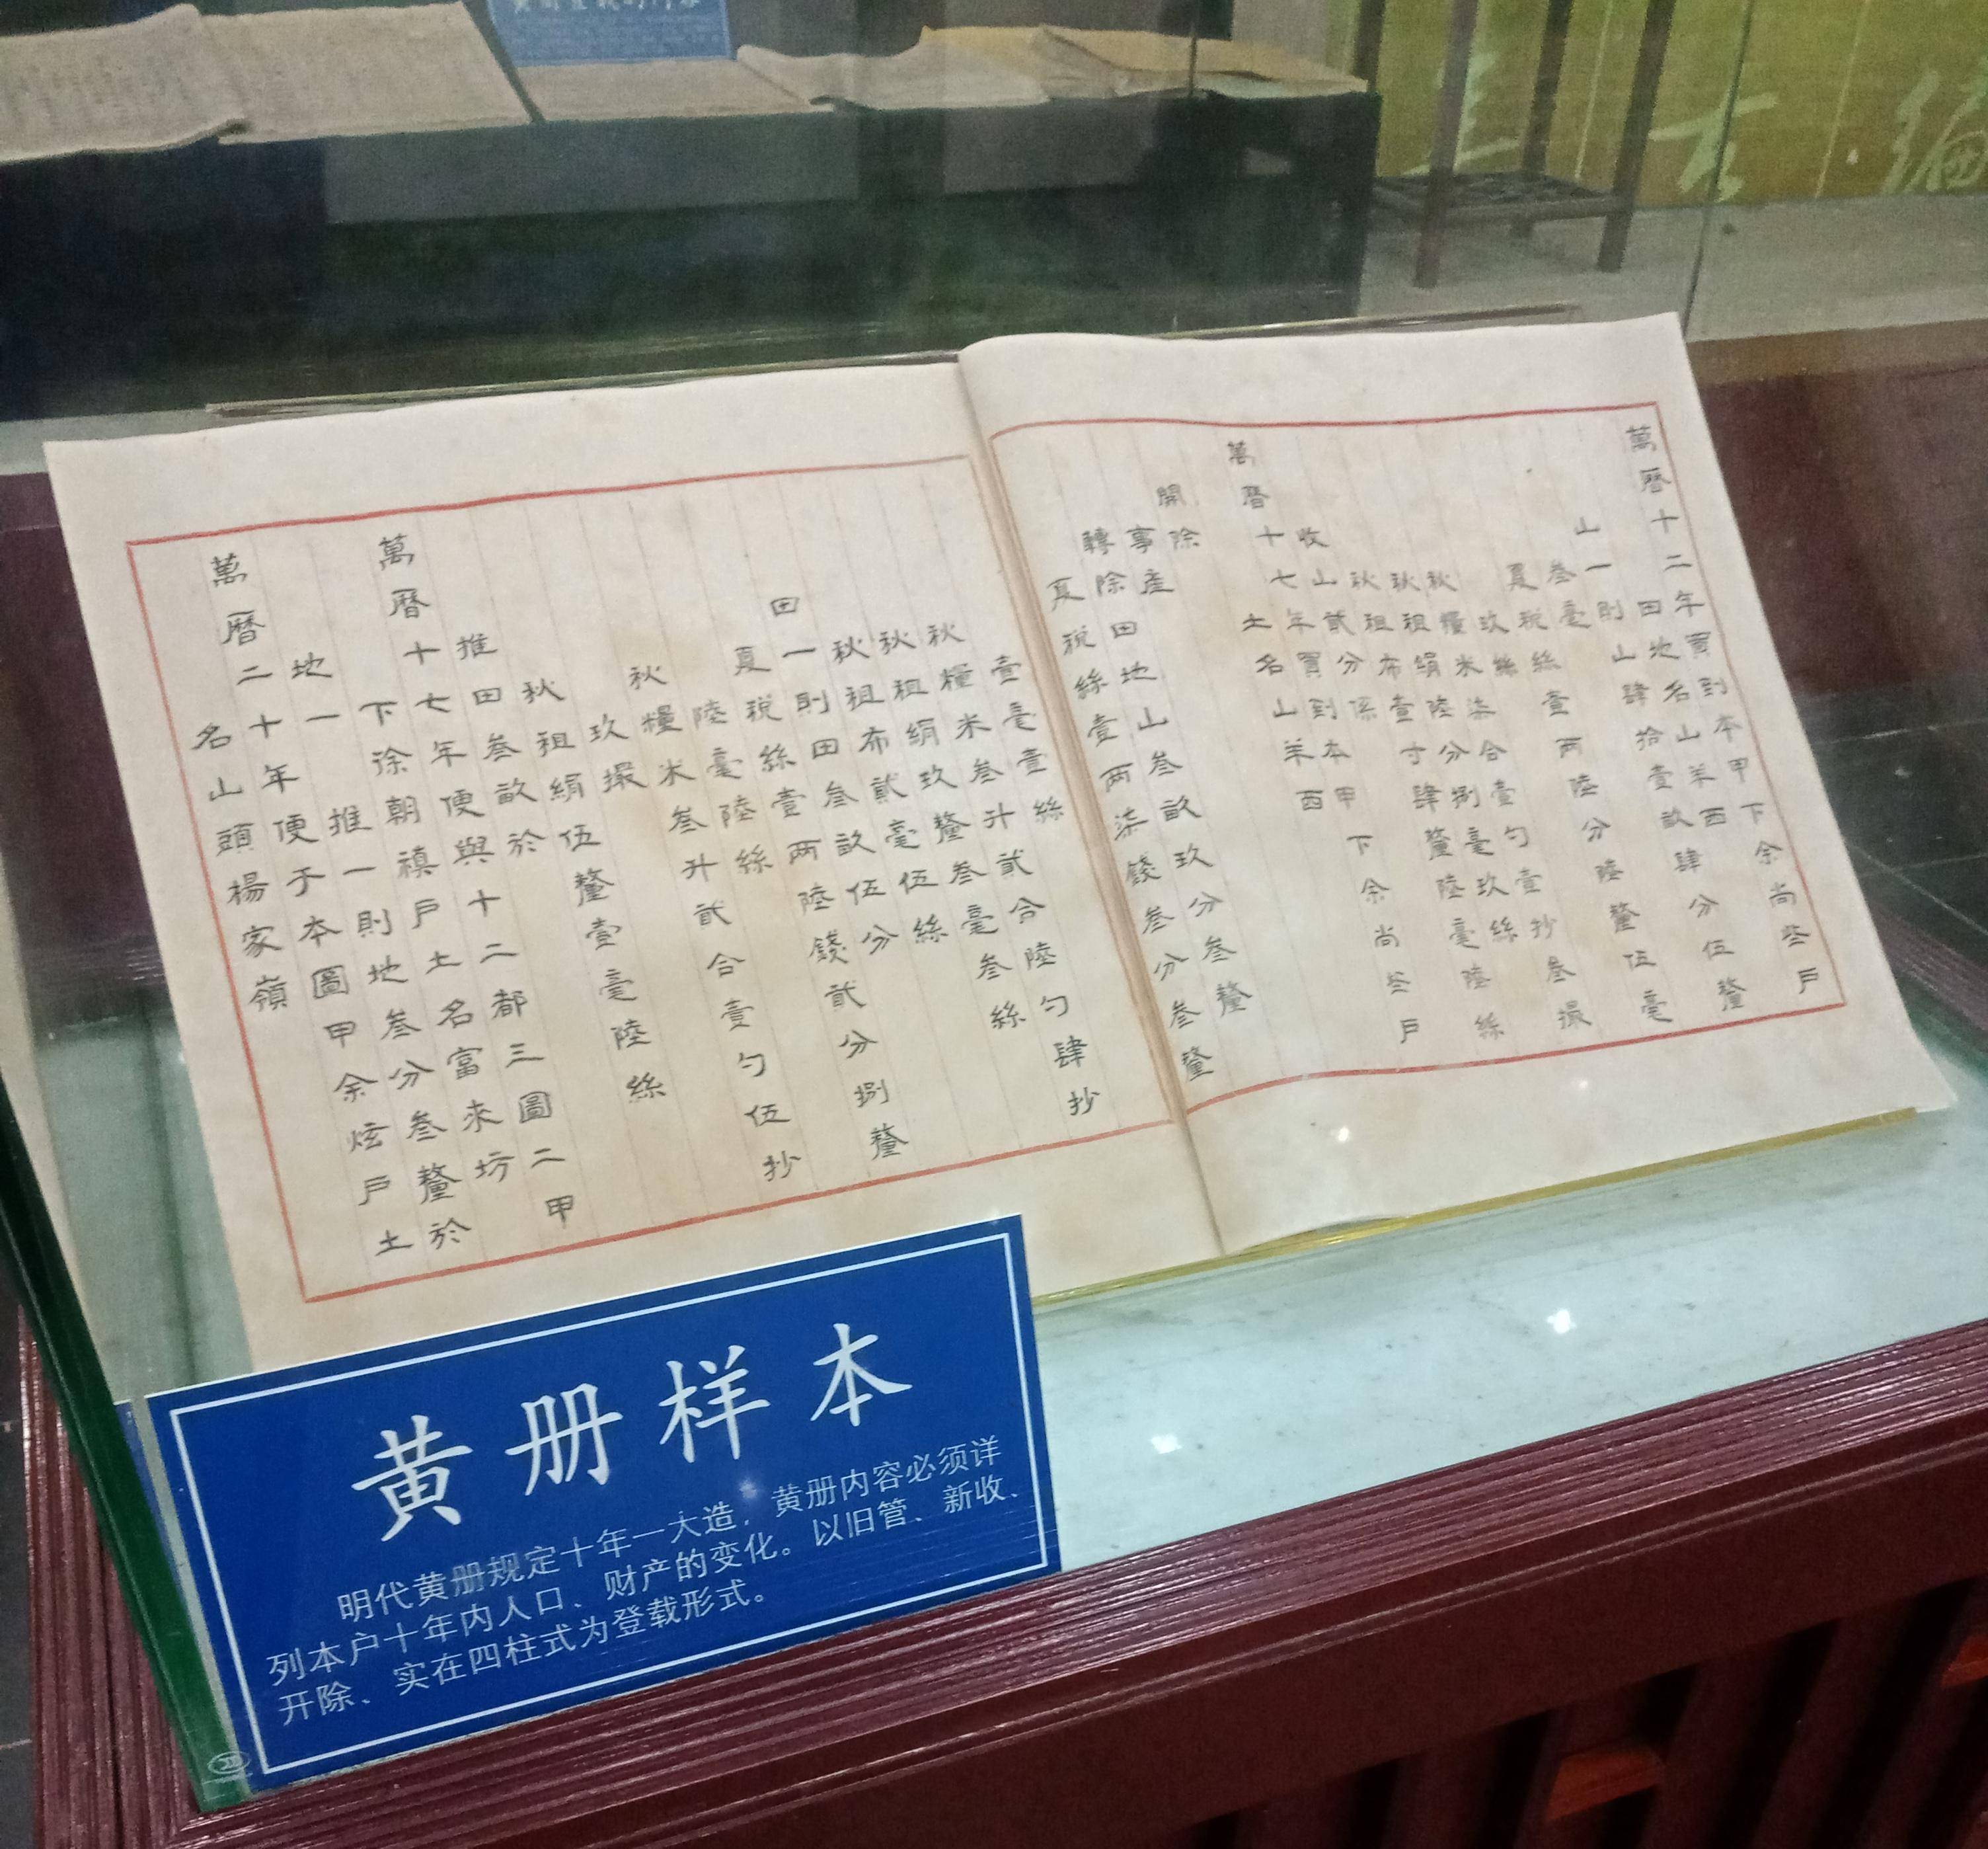 萬曆十二年買到本甲下余尚戶
田地名山羊西
山一則山肆拾壹畝肆分伍釐
叁毫
夏稅絲壹两陸分陸釐伍毫
玖絲
秋糧米柒合壹勺壹抄叁撮
秋租絹陸分捌毫玖絲
秋租布壹寸肆釐陸毫陸絲
收山貳分係
萬曆十七年買到本甲下余尚戶
土名山羊西
開除
事產
轉除田地山叁畝玖分叁釐
夏稅絲壹两柒錢叁分叁釐
壹毫壹絲
秋糧米叁升貳合陸勺肆抄
秋租絹玖釐叁毫叁絲
秋租布貳毫伍絲
田一則田叁畝伍分
夏稅絲壹两陸錢貳分捌釐
陸毫陸絲
秋糧米叁升貳合壹勺伍抄
玖撮
秋租絹伍釐壹毫陸絲
推田叁畝於
萬曆十七年便與十二都三圖二甲
下徐朝禛戶土名富來坊
地一 推一則地叁分叁釐於
萬曆二十年便于本圖甲余炫戶土
名山頭楊家嶺
黄册样本
明代黄册规定十年一大造，黄册内容必须详
列本户十年内人口、财产的变化。以旧管、新收、
开除、实在四柱式为登载形式。